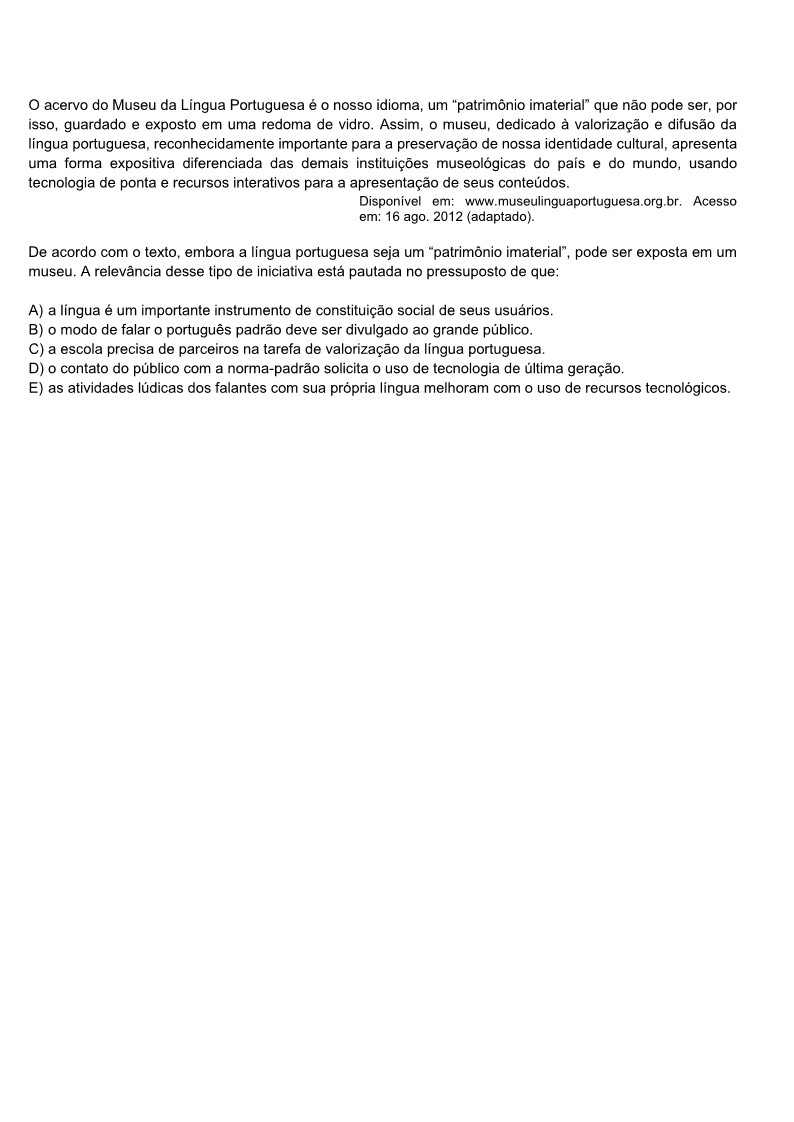 O acervo do Museu da Língua Portuguesa é o nosso idioma, um “patrimônio imaterial” que não pode ser, por
isso, guardado e exposto em uma redoma de vidro. Assim, o museu, dedicado à valorização e difusão da
língua portuguesa, reconhecidamente importante para a preservação de nossa identidade cultural, apresenta
uma forma expositiva diferenciada das demais instituições museológicas do país e do mundo, usando
tecnologia de ponta e recursos interativos para a apresentação de seus conteúdos.
Disponível em: www.museulinguaportuguesa.org.br. Acesso
em: 16 ago. 2012 (adaptado).
De acordo com o texto, embora a língua portuguesa seja um “patrimônio imaterial”, pode ser exposta em um
museu. A relevância desse tipo de iniciativa está pautada no pressuposto de que:
A) a língua é um importante instrumento de constituição social de seus usuários.
B) o modo de falar o português padrão deve ser divulgado ao grande público.
C) a escola precisa de parceiros na tarefa de valorização da língua portuguesa.
D) o contato do público com a norma-padrão solicita o uso de tecnologia de última geração.
E) as atividades lúdicas dos falantes com sua própria língua melhoram com o uso de recursos tecnológicos.